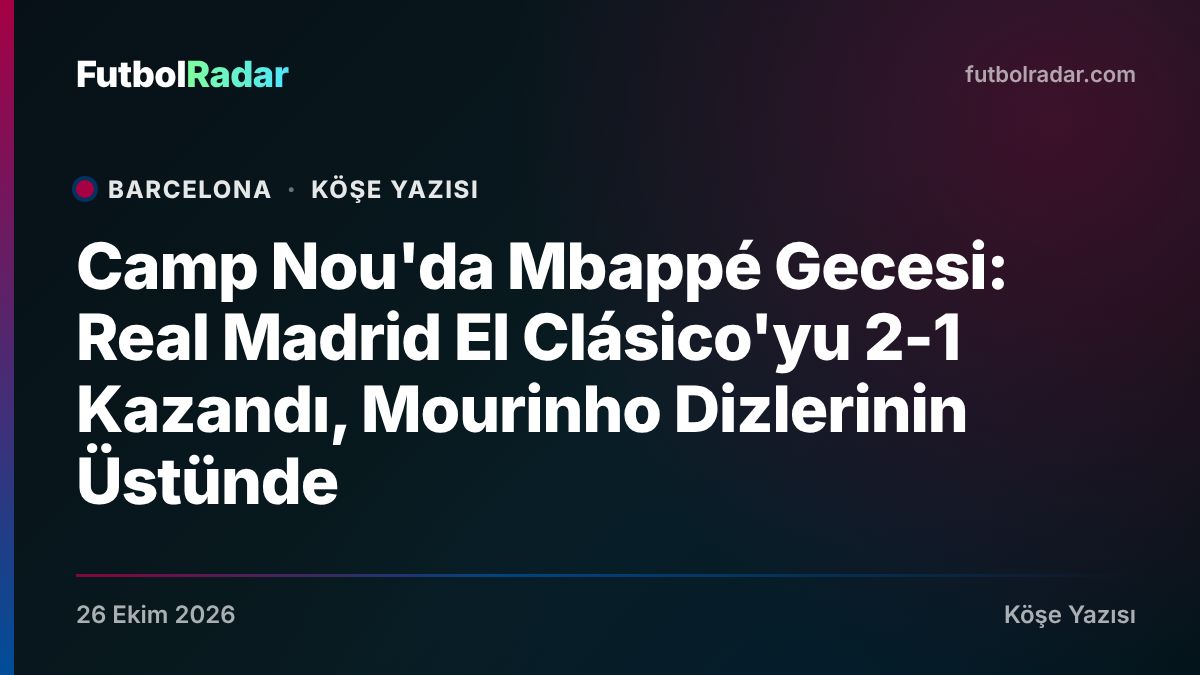 FutbolRadar
futbolradar.com
BARCELONA · KÖŞE YAZISI
Camp Nou'da Mbappé Gecesi:
Real Madrid El Clásico'yu 2-1
Kazandı, Mourinho Dizlerinin
Üstünde
26 Ekim 2026
Köşe Yazısı